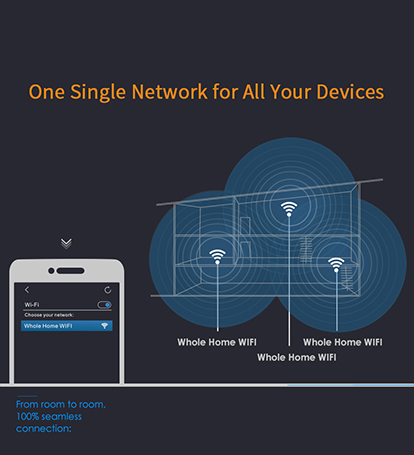 One Single Network for All Your Devices
Wi-Fi
Choose your network:
Whole Home WIFI
Whole Home WIFI
Whole Home WIFI
Whole Home WIFI
From room to room,
100% seamless
connection: